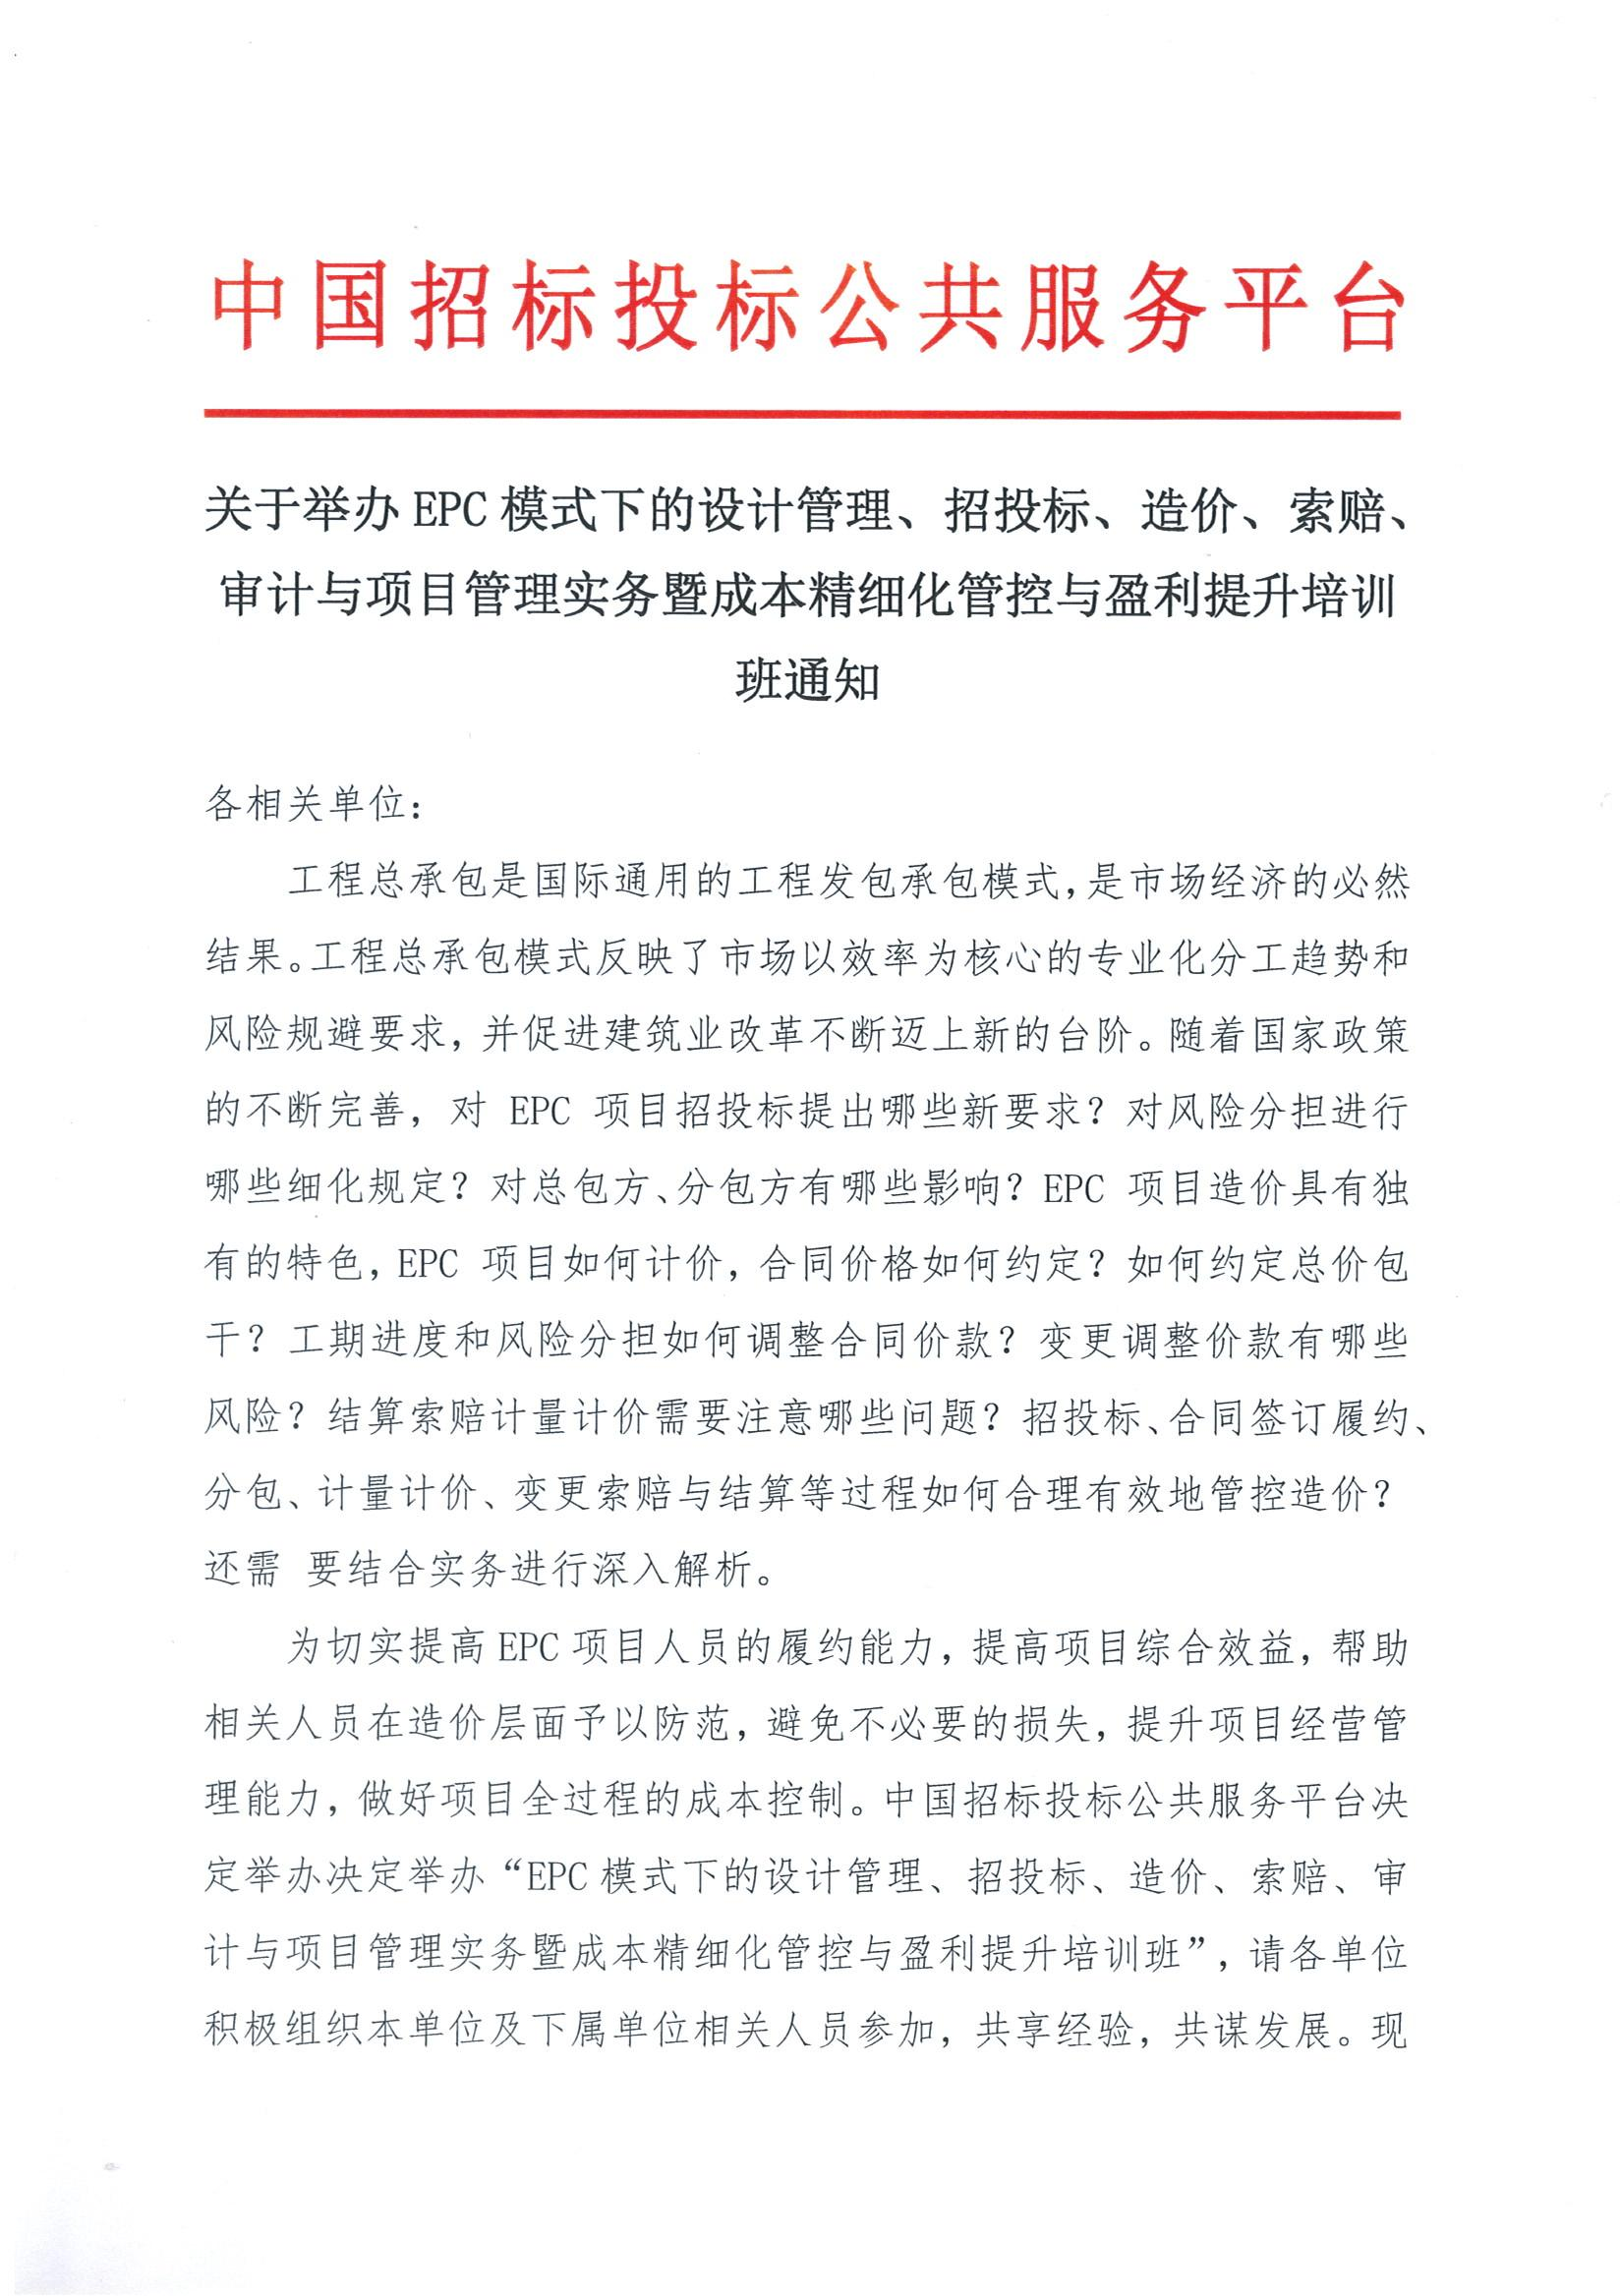 中国招标投标公共服务平台
关于举办 EPC 模式下的设计管理、招投标、造价、索赔、
审计与项目管理实务暨成本精细化管控与盈利提升培训
班通知
各相关单位：
工程总承包是国际通用的工程发包承包模式，是市场经济的必然
结果。工程总承包模式反映了市场以效率为核心的专业化分工趋势和
风险规避要求，并促进建筑业改革不断迈上新的台阶。随着国家政策
的不断完善，对 EPC 项目招投标提出哪些新要求？对风险分担进行
哪些细化规定？对总包方、分包方有哪些影响？EPC 项目造价具有独
有的特色，EPC 项目如何计价，合同价格如何约定？如何约定总价包
干？工期进度和风险分担如何调整合同价款？变更调整价款有哪些
风险？结算索赔计量计价需要注意哪些问题？招投标、合同签订履约、
分包、计量计价、变更索赔与结算等过程如何合理有效地管控造价？
还需 要结合实务进行深入解析。
为切实提高 EPC 项目人员的履约能力，提高项目综合效益，帮助
相关人员在造价层面予以防范，避免不必要的损失，提升项目经营管
理能力，做好项目全过程的成本控制。中国招标投标公共服务平台决
定举办决定举办“EPC 模式下的设计管理、招投标、造价、索赔、审
计与项目管理实务暨成本精细化管控与盈利提升培训班”，请各单位
积极组织本单位及下属单位相关人员参加，共享经验，共谋发展。现